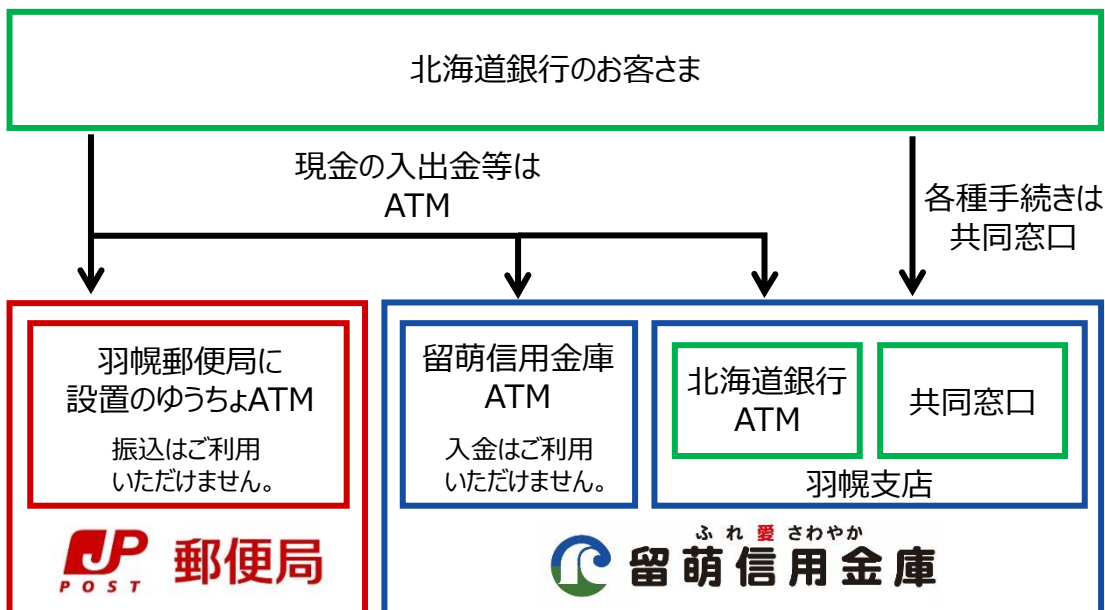 北海道銀行のお客さま
現金の入出金等は
ATM
各種手続きは
共同窓口
羽幌郵便局に
設置のゆうちょATM
振込はご利用
いただけません。
留萌信用金庫
ATM
入金はご利用
いただけません。
北海道銀行
ATM
共同窓口
羽幌支店
JP
POST
郵便局
ふれ愛さわやか
留萌信用金庫